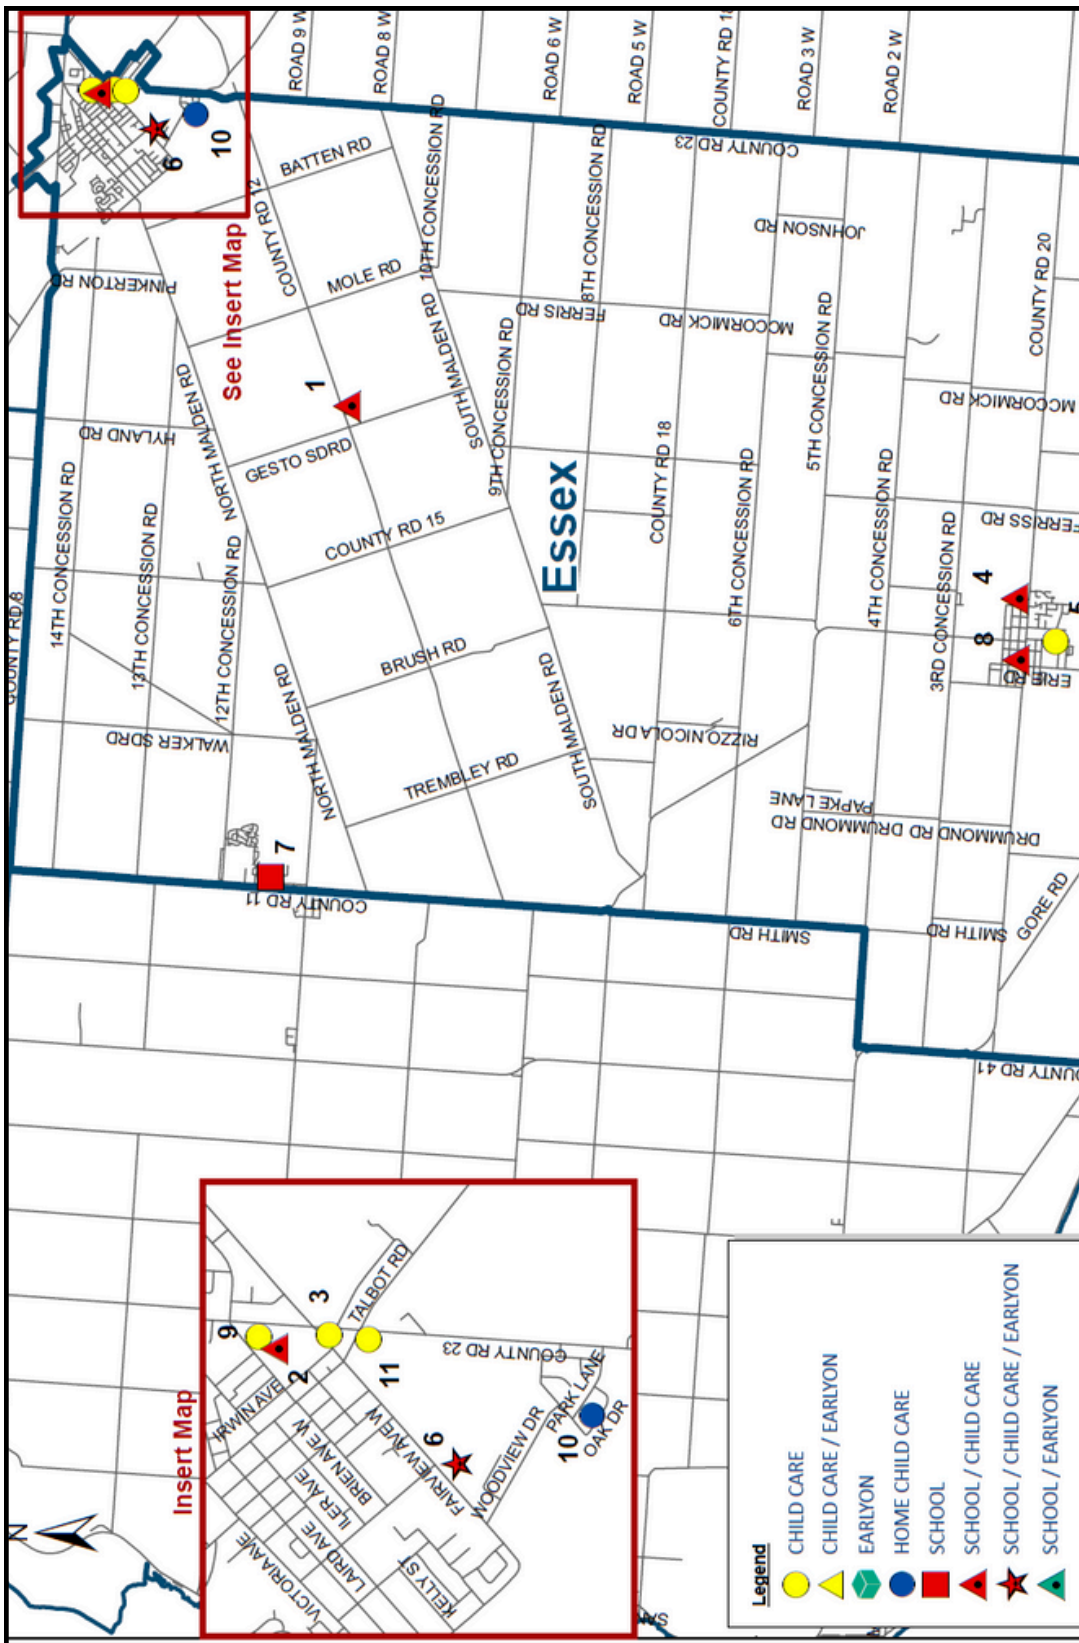 N
COUNTY RD 8
14TH CONCESSION RD
13TH CONCESSION RD
12TH CONCESSION RD
WALKER SDRD
HYLAND RD
PINKERTON RD
NORTH MALDEN RD
NORTH MALDEN RD
COUNTY RD 11
7
TREMBLEY RD
BRUSH RD
COUNTY RD 15
GESTO SDRD
1
MOLE RD
COUNTY RD 12
BATTEN RD
See Insert Map
6
10
ROAD 9 W
ROAD 8 W
ROAD 6 W
ROAD 5 W
COUNTY RD 18
ROAD 3 W
ROAD 2 W
SOUTH MALDEN RD
SOUTH MALDEN RD
10TH CONCESSION RD
9TH CONCESSION RD
8TH CONCESSION RD
COUNTY RD 23
FERRIS RD
MCCORMICK RD
JOHNSON RD
Essex
COUNTY RD 18
6TH CONCESSION RD
5TH CONCESSION RD
4TH CONCESSION RD
3RD CONCESSION RD
COUNTY RD 20
MCCORMICK RD
FERRISS RD
RIZZO NICOLA DR
PAPKE LANE
DRUMMOND RD
DRUMMOND RD
SMITH RD
SMITH RD
GORE RD
COUNTY RD 41
ERIE RD
8
4
5
Insert Map
9
2
3
11
6
10
IRWIN AVE
BRIEN AVE W
ILER AVE
LAIRD AVE
VICTORIA AVE
KELLY ST
FAIRVIEW AVE W
WOODVIEW DR
PARK LANE
OAK DR
TALBOT RD
COUNTY RD 23
Legend
CHILD CARE
CHILD CARE / EARLYON
EARLYON
HOME CHILD CARE
SCHOOL
SCHOOL / CHILD CARE
SCHOOL / CHILD CARE / EARLYON
SCHOOL / EARLYON